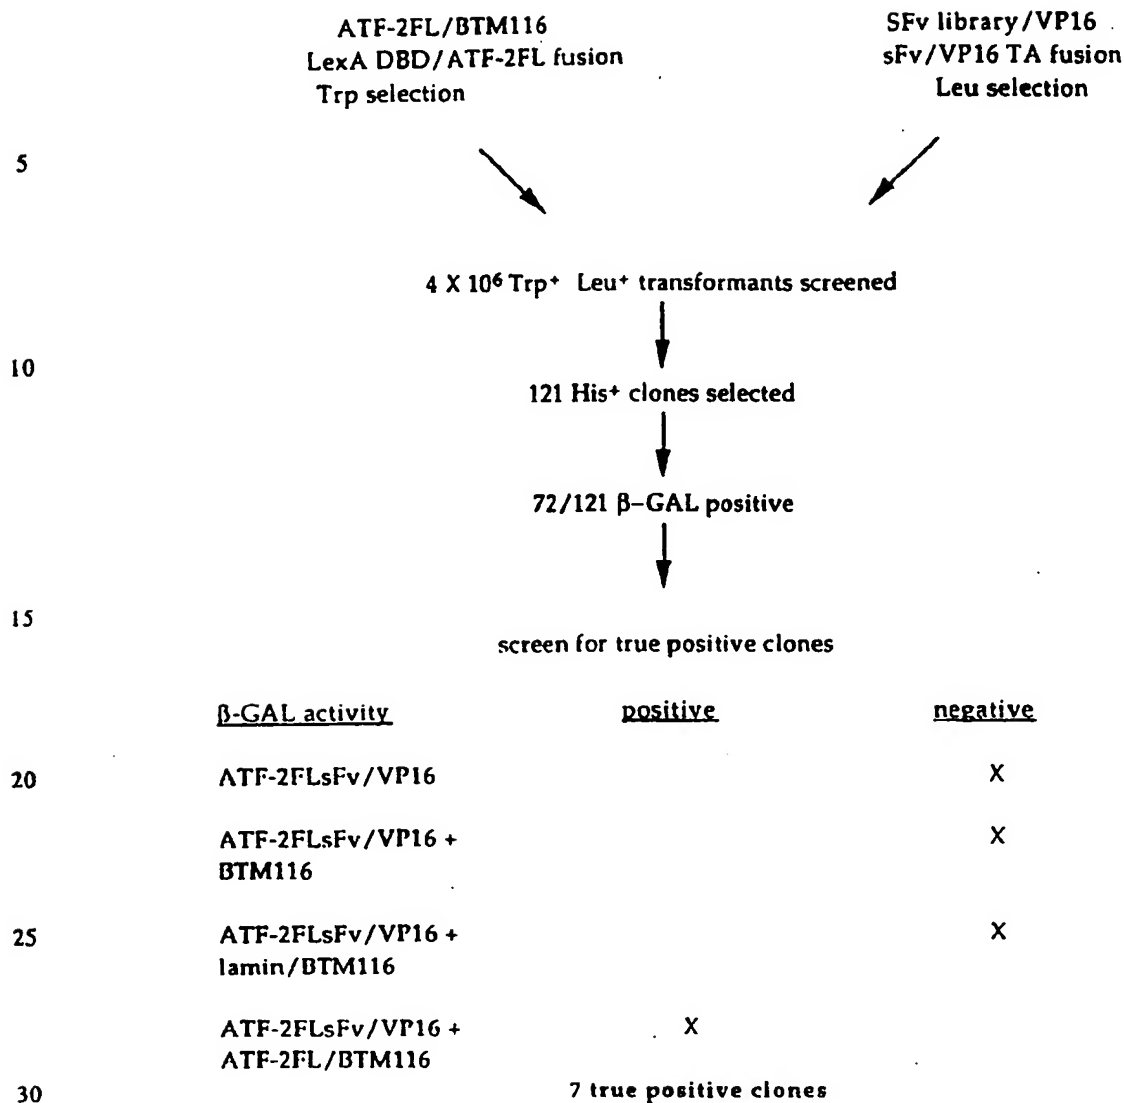 ATF-2FL/BTM116
LexA DBD/ATF-2FL fusion
Trp selection
SFv library/VP16
sFv/VP16 TA fusion
Leu selection
5
4 X 10⁶ Trp⁺ Leu⁺ transformants screened
10
121 His⁺ clones selected
72/121 β-GAL positive
15
screen for true positive clones
β-GAL activity positive negative
20 ATF-2FLsFv/VP16 X
ATF-2FLsFv/VP16 + X
BTM116
25 ATF-2FLsFv/VP16 + X
lamin/BTM116
ATF-2FLsFv/VP16 + X
ATF-2FL/BTM116
30 7 true positive clones